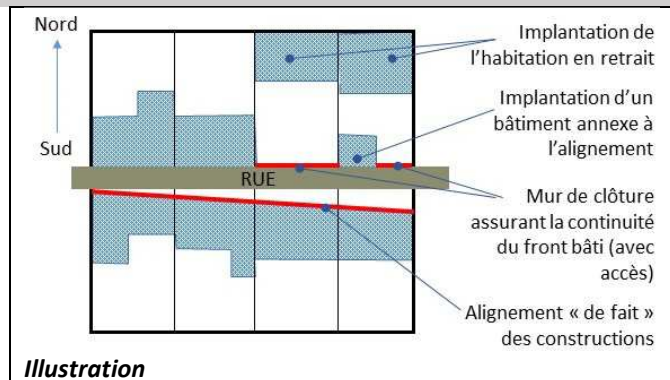 Nord
Sud
RUE
Implantation de
l'habitation en retrait
Implantation d'un
bâtiment annexe à
l'alignement
Mur de clôture
assurant la continuité
du front bâti (avec
accès)
Alignement « de fait »
des constructions
Illustration